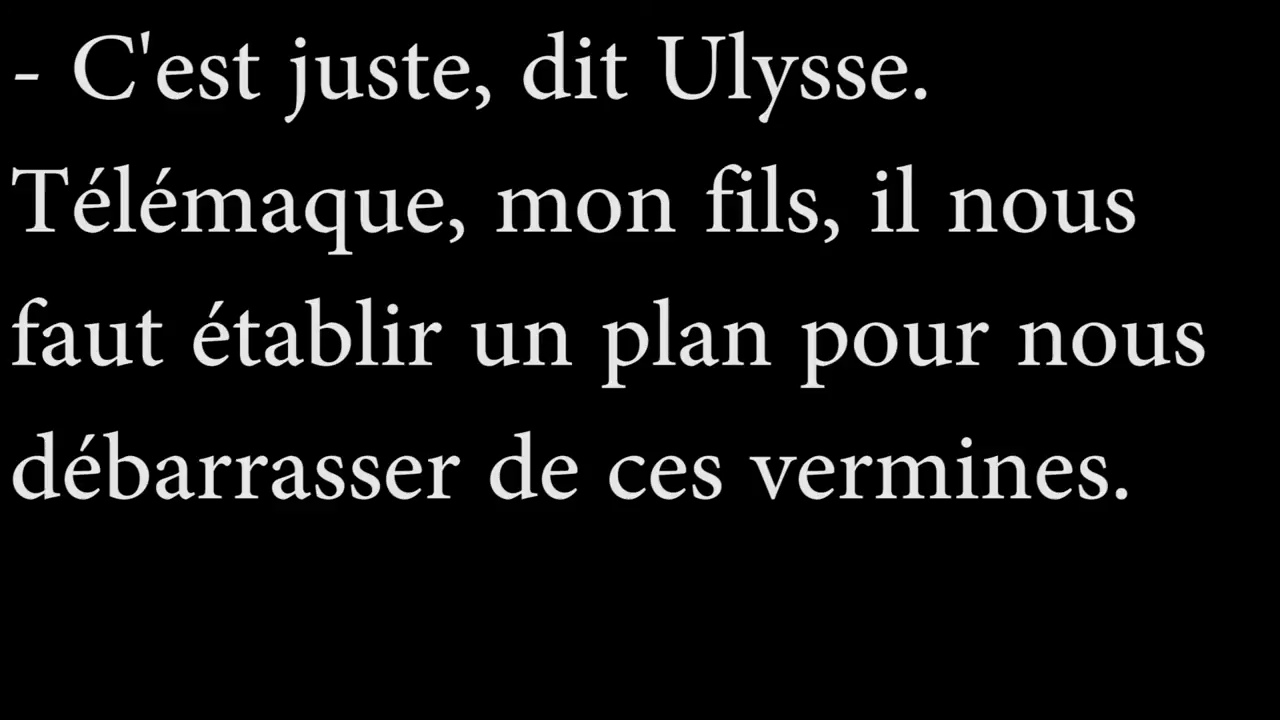 - C'est juste, dit Ulysse.
Télémaque, mon fils, il nous
faut établir un plan pour nous
débarrasser de ces vermines.